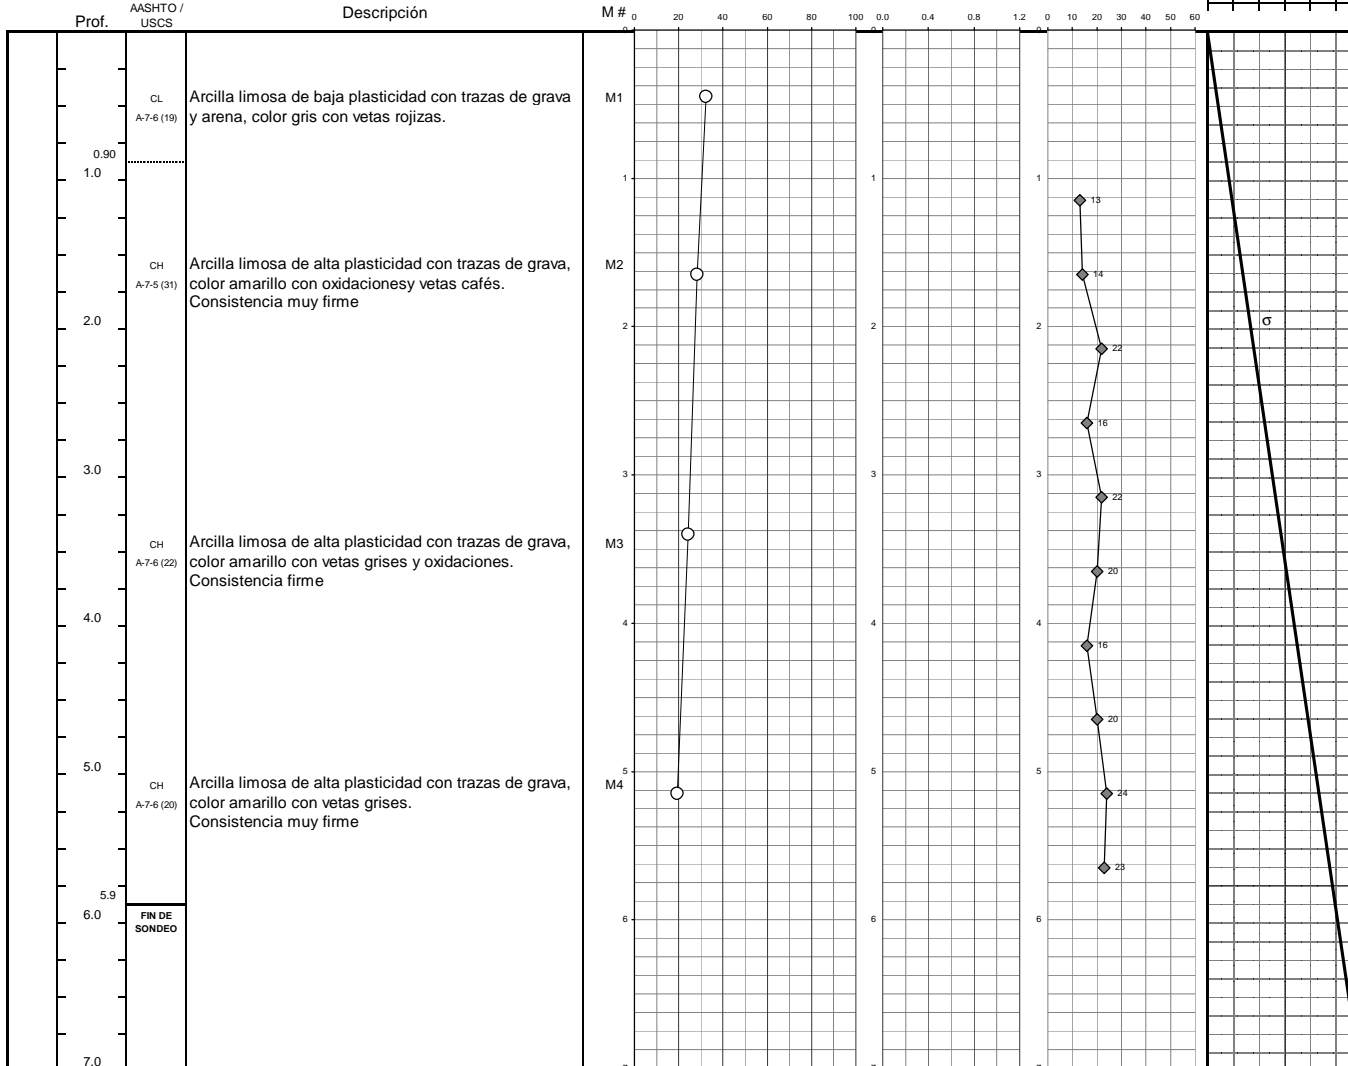 Prof.
AASHTO /
USCS
Descripción
M #
0 20 40 60 80 100
0.0 0.4 0.8 1.2
0 10 20 30 40 50 60
0 0 0
CL
A-7-6 (19)
Arcilla limosa de baja plasticidad con trazas de grava
y arena, color gris con vetas rojizas.
M1
0.90
1.0
1 1 1
13
CH
A-7-5 (31)
Arcilla limosa de alta plasticidad con trazas de grava,
color amarillo con oxidacionesy vetas cafés.
Consistencia muy firme
M2
14
2.0
2 2 2
σ
22
16
3.0
3 3 3
22
CH
A-7-6 (22)
Arcilla limosa de alta plasticidad con trazas de grava,
color amarillo con vetas grises y oxidaciones.
Consistencia firme
M3
20
4.0
4 4 4
16
20
5.0
5 5 5
CH
A-7-6 (20)
Arcilla limosa de alta plasticidad con trazas de grava,
color amarillo con vetas grises.
Consistencia muy firme
M4
24
23
5.9
6.0
FIN DE
SONDEO
6 6 6
7.0